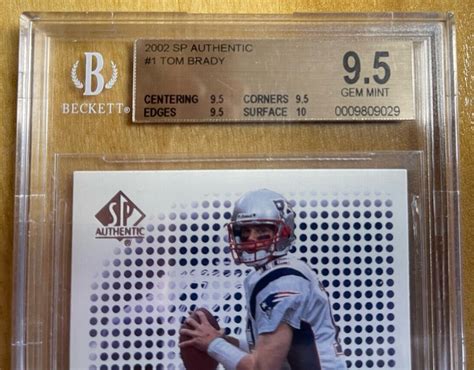 B
BECKETT®
2002 SP AUTHENTIC
#1 TOM BRADY
CENTERING 9.5 CORNERS 9.5
EDGES 9.5 SURFACE 10
9.5
GEM MINT
0009809029
SP
AUTHENTIC
®